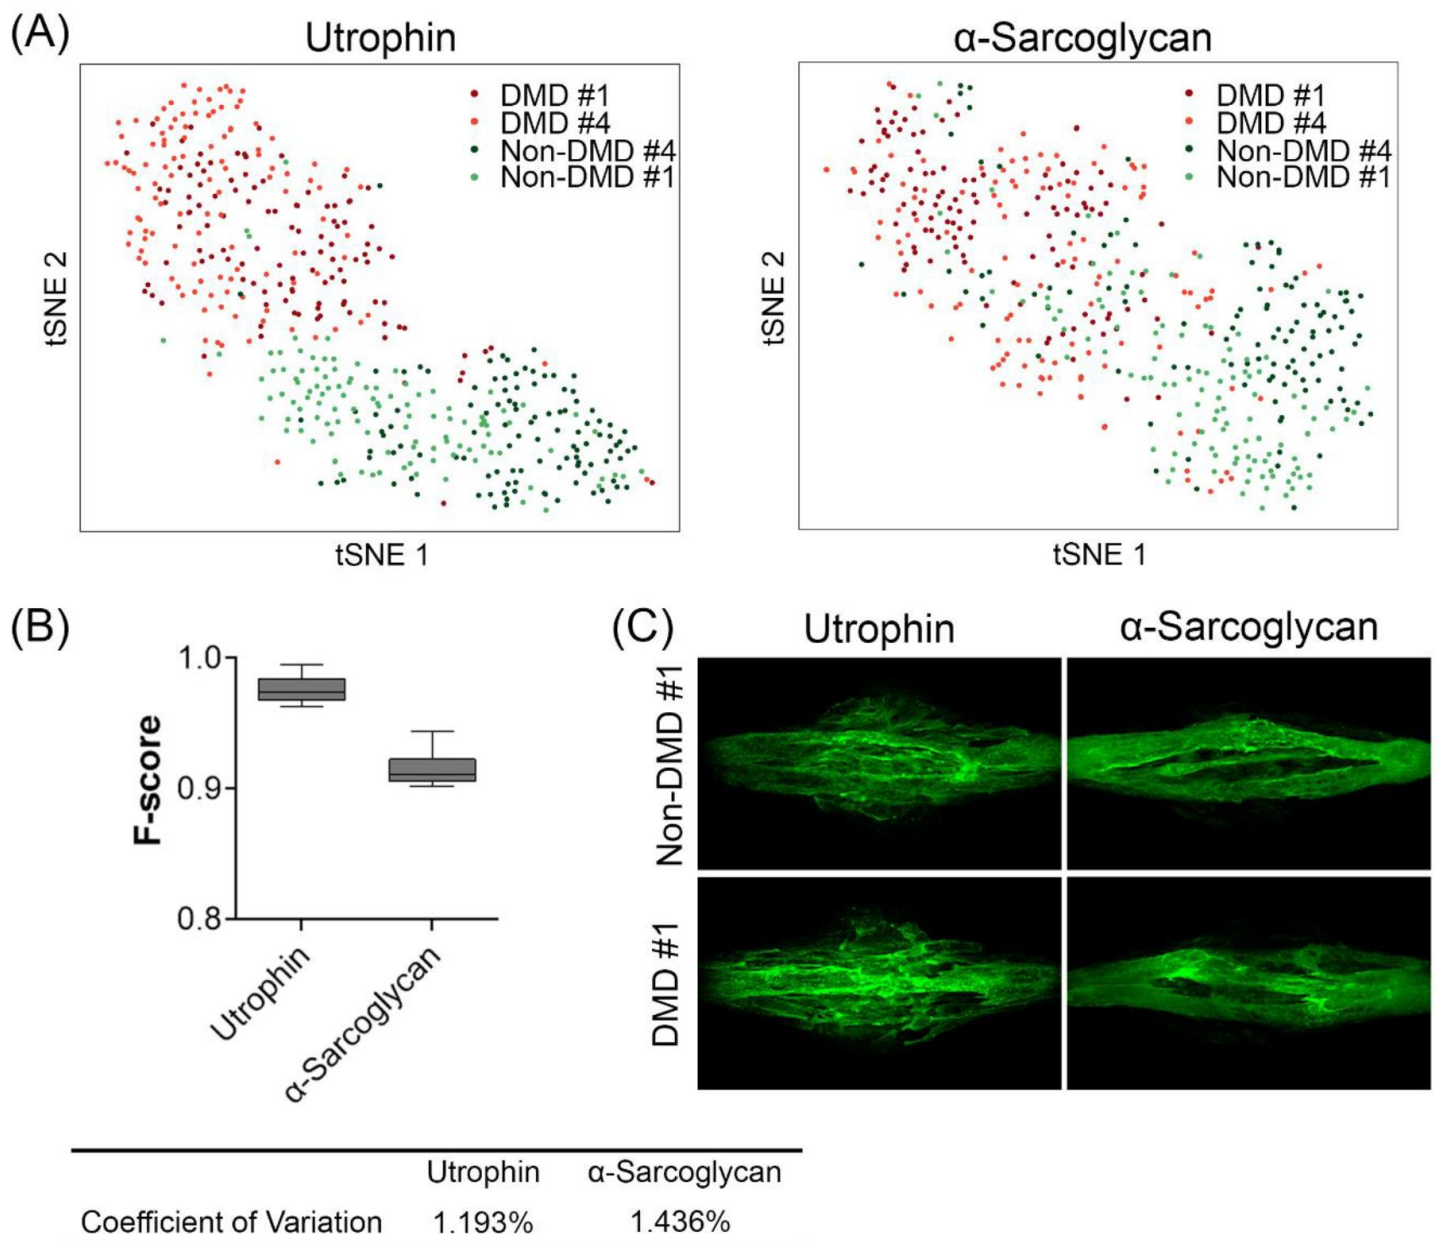 (A)
Utrophin
α-Sarcoglycan
DMD #1
DMD #4
Non-DMD #4
Non-DMD #1
tSNE 2
tSNE 1
DMD #1
DMD #4
Non-DMD #4
Non-DMD #1
tSNE 2
tSNE 1
(B)
1.0
0.9
0.8
F-score
Utrophin
α-Sarcoglycan
(C)
Utrophin
α-Sarcoglycan
Non-DMD #1
DMD #1
Utrophin α-Sarcoglycan
Coefficient of Variation 1.193% 1.436%